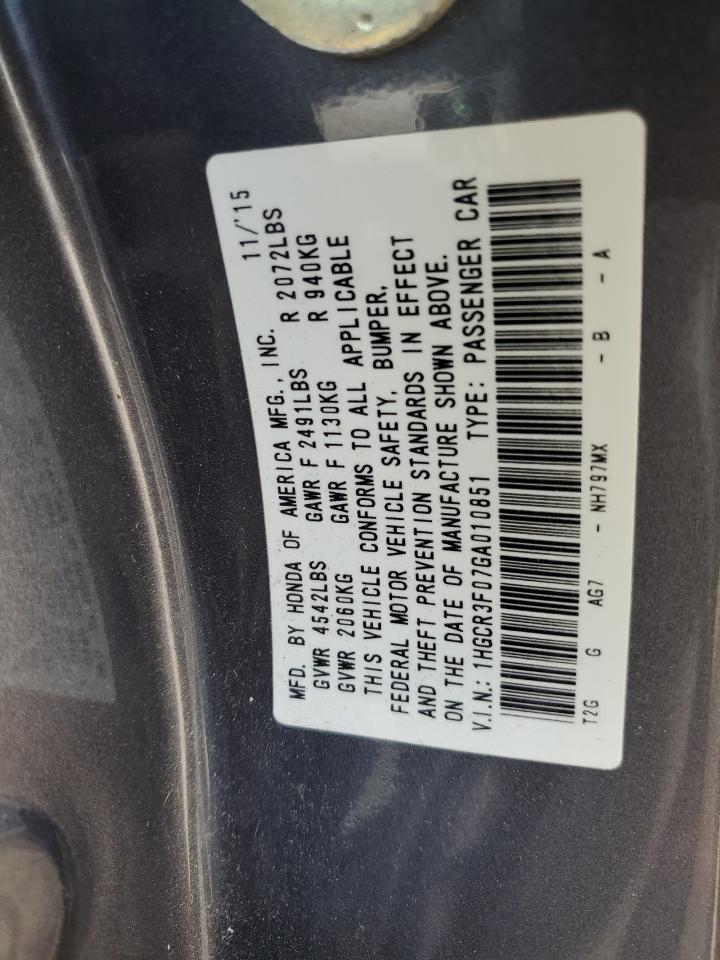 MFD. BY HONDA OF AMERICA MFG., INC. 11/'15
GVWR 4542LBS GAWR F 2491LBS R 2072LBS
GVWR 2060KG GAWR F 1130KG R 940KG
THIS VEHICLE CONFORMS TO ALL APPLICABLE
FEDERAL MOTOR VEHICLE SAFETY, BUMPER,
AND THEFT PREVENTION STANDARDS IN EFFECT
ON THE DATE OF MANUFACTURE SHOWN ABOVE.
V.I.N.: 1HGCR3F07GA010851 TYPE: PASSENGER CAR
T2G G AG7 - NH797MX - B - A